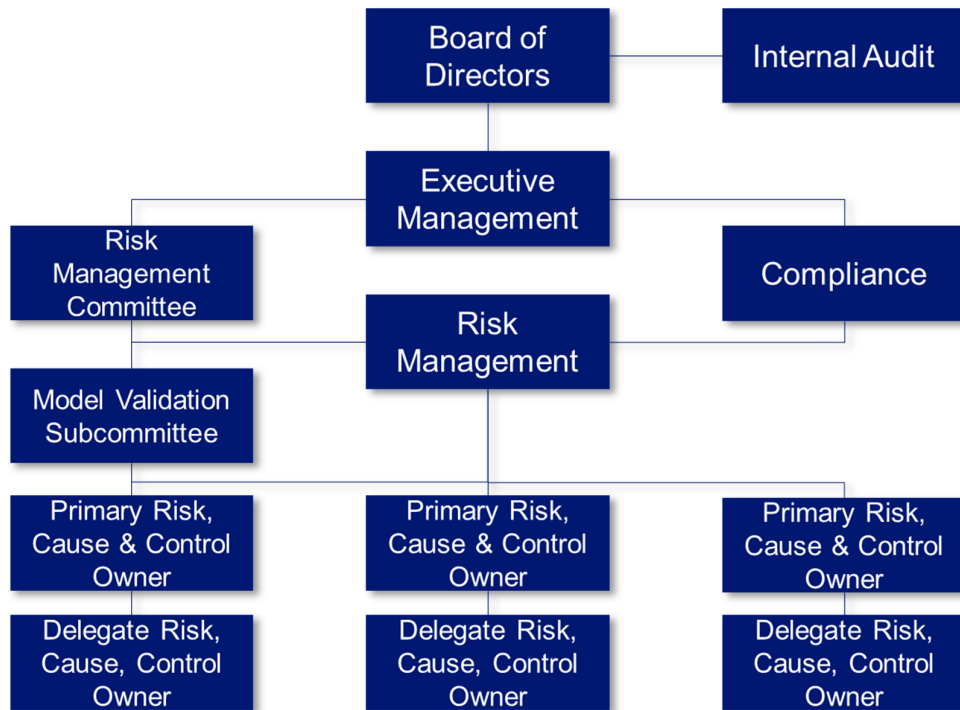 Board of
Directors
Internal Audit
Executive
Management
Risk
Management
Committee
Compliance
Risk
Management
Model Validation
Subcommittee
Primary Risk,
Cause & Control
Owner
Primary Risk,
Cause & Control
Owner
Primary Risk,
Cause & Control
Owner
Delegate Risk,
Cause, Control
Owner
Delegate Risk,
Cause, Control
Owner
Delegate Risk,
Cause, Control
Owner